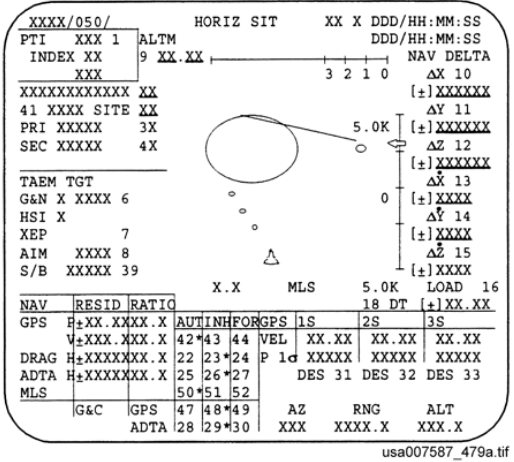 XXXX/050/ HORIZ SIT XX X DDD/HH:MM:SS
PTI XXX 1 ALTM DDD/HH:MM:SS
INDEX XX 9 XX.XX NAV DELTA
XXX 3 2 1 0 ΔX 10
XXXXXXXXXXXX XX [±]XXXXXX
41 XXXX SITE XX ΔY 11
PRI XXXXX 3X 5.0K [±]XXXXXX
SEC XXXXX 4X ΔZ 12
[±]XXXXXX
TAEM TGT ΔẊ 13
G&N X XXXX 6 0 [±]XXXX
HSI X ΔẎ 14
XEP 7 [±]XXXX
AIM XXXX 8 ΔŻ 15
S/B XXXXX 39 [±]XXXX
X.X MLS 5.0K LOAD 16
NAV RESID RATIO 18 DT [±]XX.XX
GPS P±XX.XXXX.X AUT INH FOR GPS 1S 2S 3S
V±XXX.XXX.X 42*43 44 VEL XX.XX XX.XX XX.XX
DRAG H±XXXXXXX.X 22 23*24 P 1σ XXXXX XXXXX XXXXX
ADTA H±XXXXXXX.X 25 26*27 DES 31 DES 32 DES 33
MLS 50*51 52
G&C GPS 47 48*49 AZ RNG ALT
ADTA 28 29*30 XXX XXXX.X XXX.X
usa007587_479a.tif